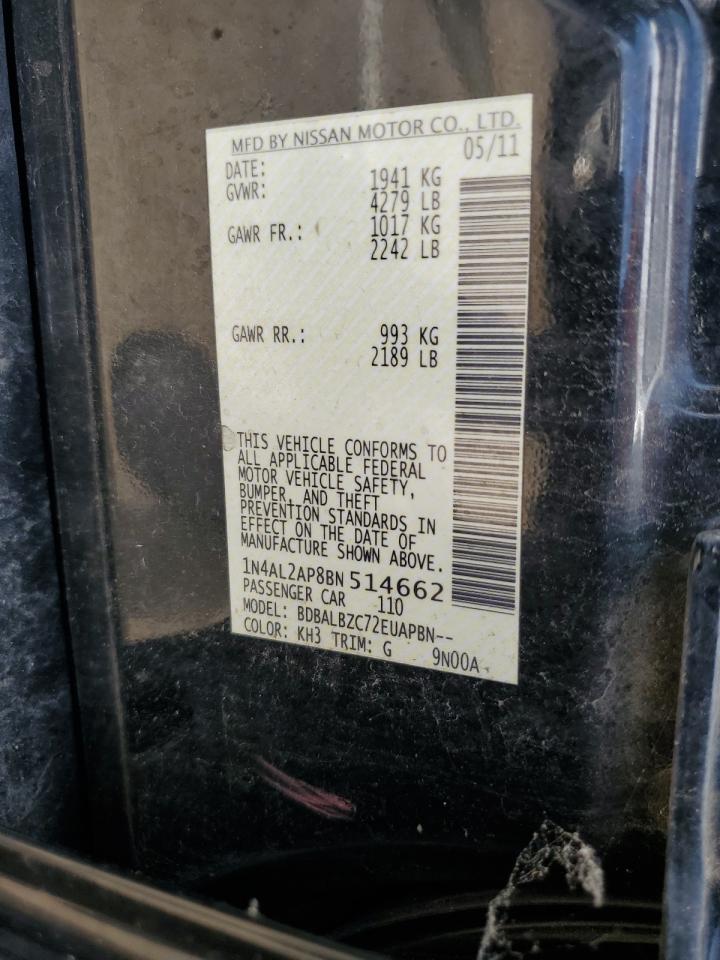 MFD BY NISSAN MOTOR CO., LTD.
DATE: 05/11
GVWR: 1941 KG
4279 LB
GAWR FR.: 1017 KG
2242 LB
GAWR RR.: 993 KG
2189 LB
THIS VEHICLE CONFORMS TO
ALL APPLICABLE FEDERAL
MOTOR VEHICLE SAFETY,
BUMPER, AND THEFT
PREVENTION STANDARDS IN
EFFECT ON THE DATE OF
MANUFACTURE SHOWN ABOVE.
1N4AL2AP8BN 514662
PASSENGER CAR 110
MODEL: BDBALBZC72EUAPBN--
COLOR: KH3 TRIM: G 9N00A